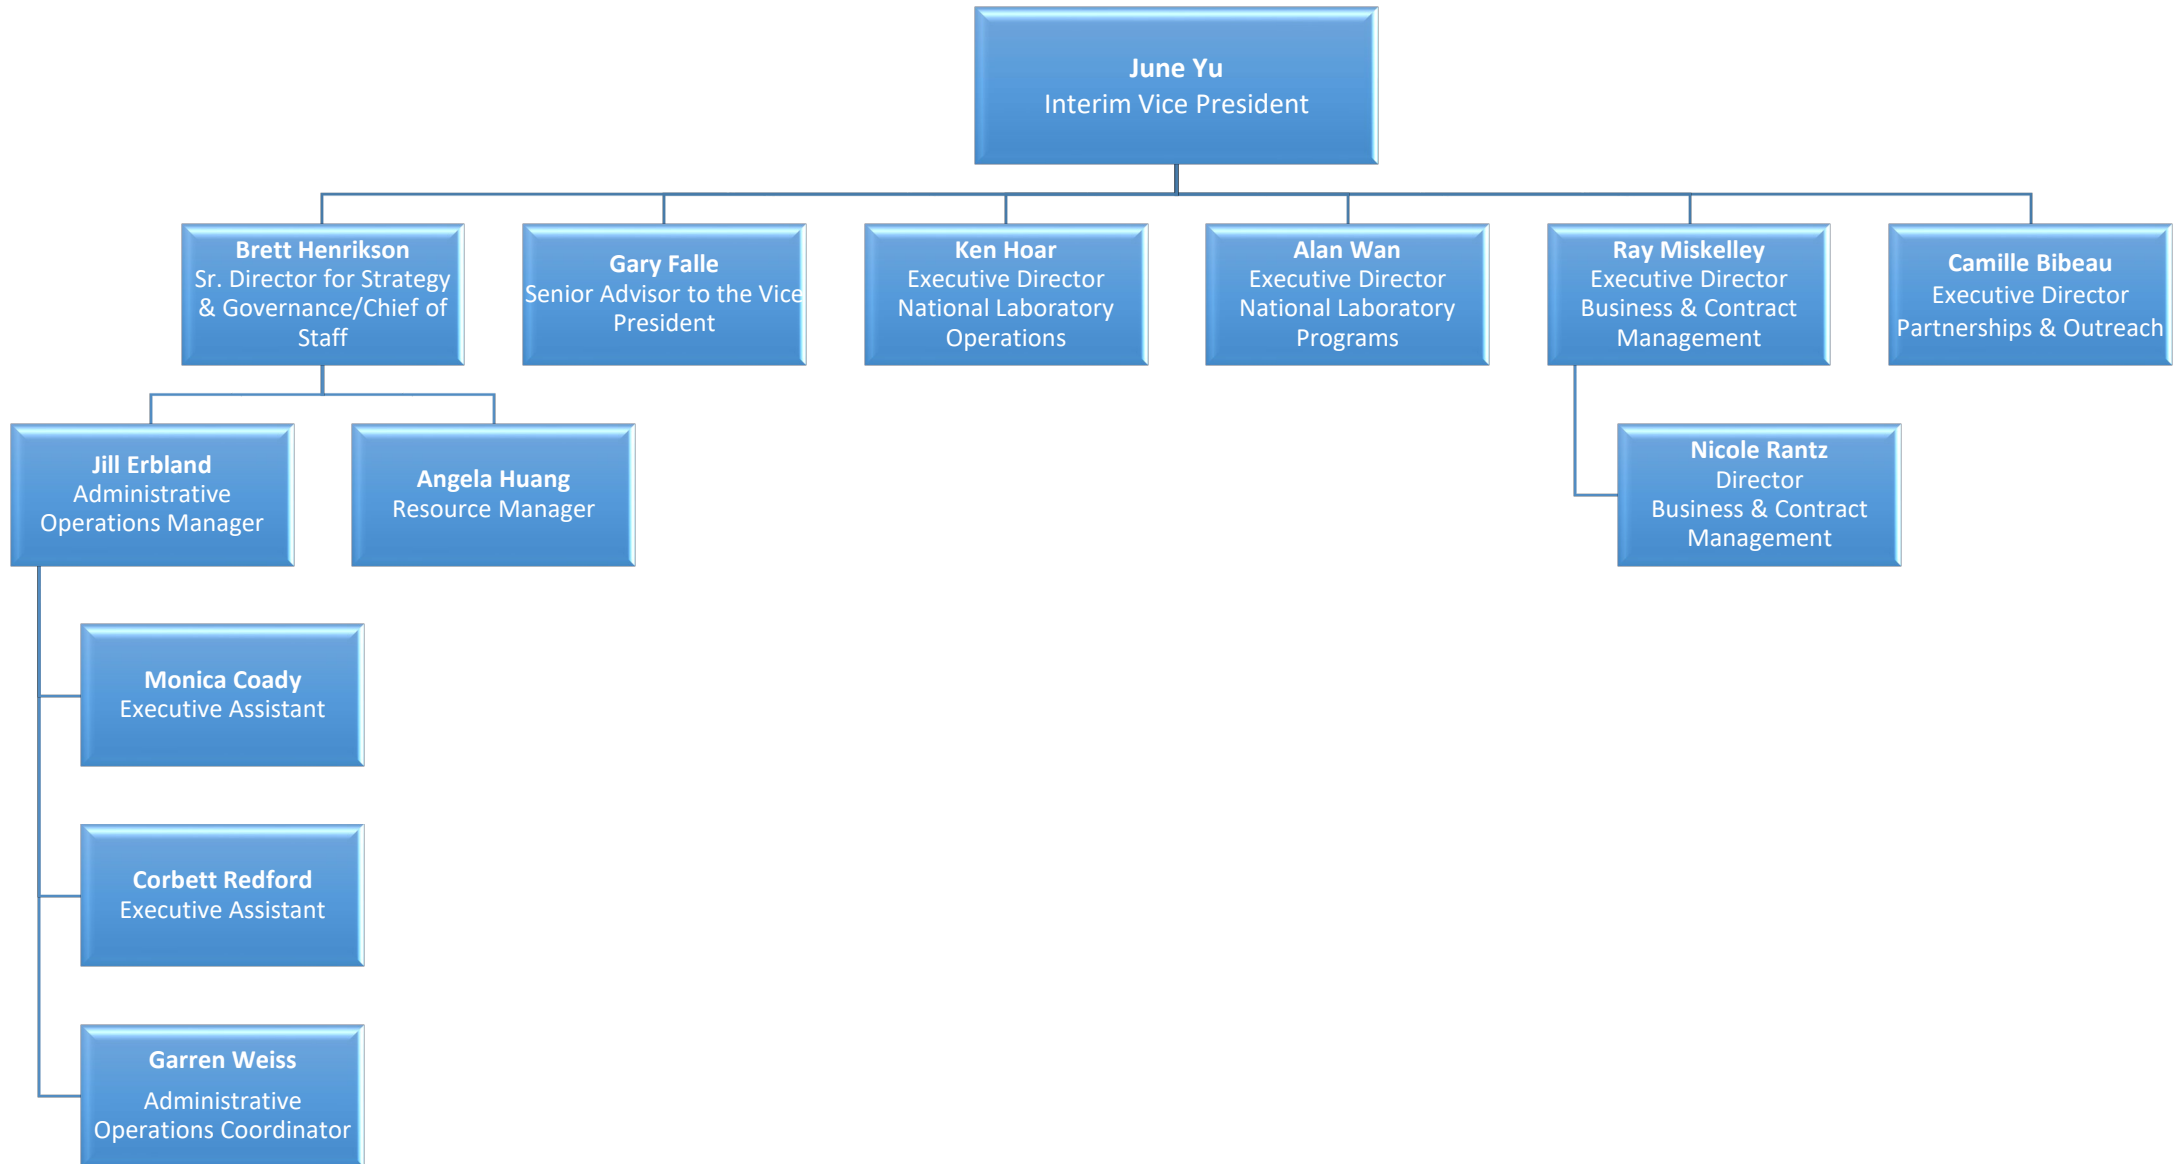 June Yu
Interim Vice President
Brett Henrikson
Sr. Director for Strategy
& Governance/Chief of
Staff
Gary Falle
Senior Advisor to the Vice
President
Ken Hoar
Executive Director
National Laboratory
Operations
Alan Wan
Executive Director
National Laboratory
Programs
Ray Miskelley
Executive Director
Business & Contract
Management
Camille Bibeau
Executive Director
Partnerships & Outreach
Jill Erbland
Administrative
Operations Manager
Angela Huang
Resource Manager
Nicole Rantz
Director
Business & Contract
Management
Monica Coady
Executive Assistant
Corbett Redford
Executive Assistant
Garren Weiss
Administrative
Operations Coordinator